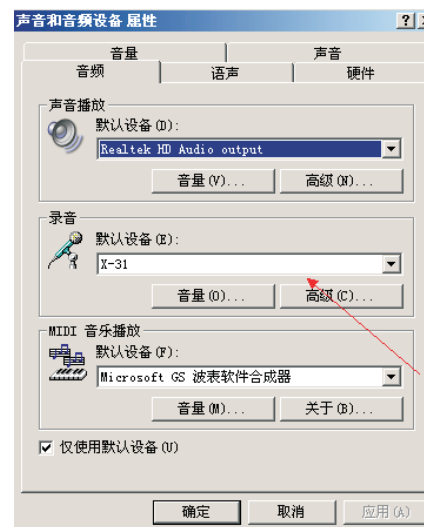 声音和音频设备 属性
音量 声音
音频 语声 硬件
声音播放
默认设备(D):
Realtek HD Audio output
音量(V)... 高级(N)...
录音
默认设备(E):
X-31
音量(O)... 高级(C)...
MIDI 音乐播放
默认设备(F):
Microsoft GS 波表软件合成器
音量(M)... 关于(B)...
仅使用默认设备(U)
确定 取消 应用(A)